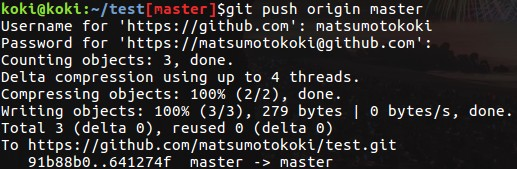 koki@koki:~/test[master]$git push origin master
Username for 'https://github.com': matsumotokoki
Password for 'https://matsumotokoki@github.com':
Counting objects: 3, done.
Delta compression using up to 4 threads.
Compressing objects: 100% (2/2), done.
Writing objects: 100% (3/3), 279 bytes | 0 bytes/s, done.
Total 3 (delta 0), reused 0 (delta 0)
To https://github.com/matsumotokoki/test.git
   91b88b0..641274f  master -> master